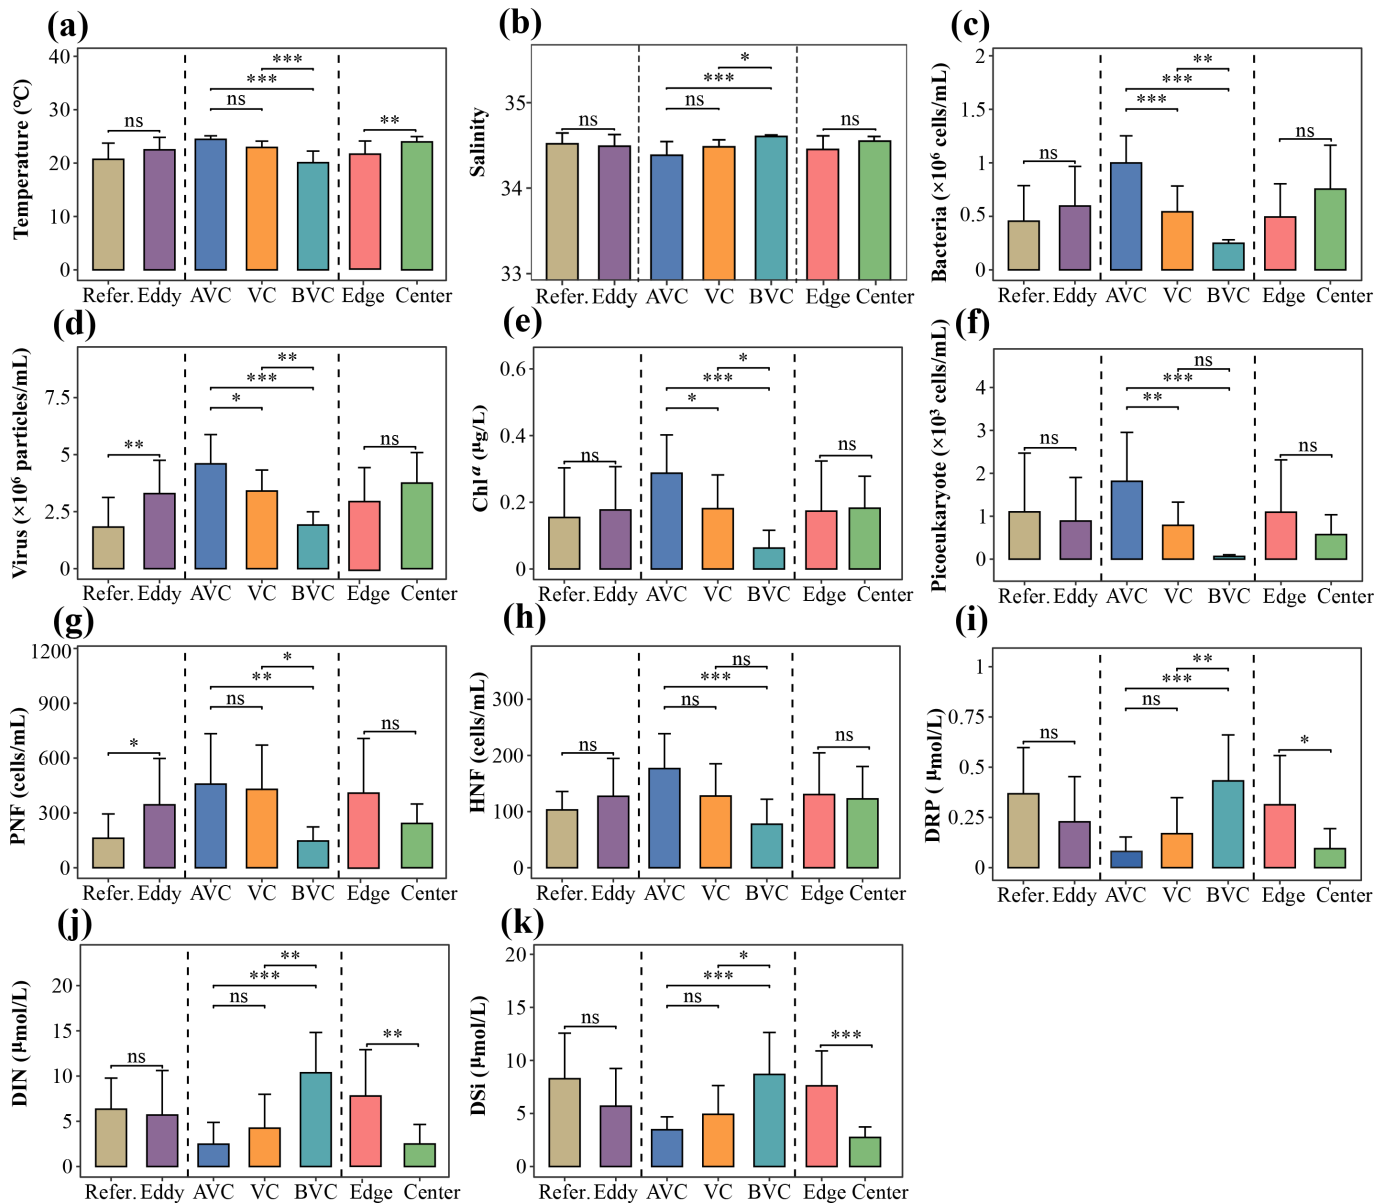 (a)
Temperature (℃)
40
30
20
10
0
ns
***
***
ns
**
Refer. Eddy AVC VC BVC Edge Center
(b)
Salinity
35
34
33
ns
*
***
ns
ns
Refer. Eddy AVC VC BVC Edge Center
(c)
Bacteria (×10⁶ cells/mL)
2
1.5
1
0.5
0
ns
**
***
***
ns
Refer. Eddy AVC VC BVC Edge Center
(d)
Virus (×10⁶ particles/mL)
7.5
5
2.5
0
**
**
***
*
ns
Refer. Eddy AVC VC BVC Edge Center
(e)
Chl a (μg/L)
0.6
0.4
0.2
0
ns
*
***
*
ns
Refer. Eddy AVC VC BVC Edge Center
(f)
Picoeukaryote (×10³ cells/mL)
4
3
2
1
0
ns
ns
***
**
ns
Refer. Eddy AVC VC BVC Edge Center
(g)
PNF (cells/mL)
1200
900
600
300
0
*
*
**
ns
ns
Refer. Eddy AVC VC BVC Edge Center
(h)
HNF (cells/mL)
300
200
100
0
ns
ns
***
ns
ns
Refer. Eddy AVC VC BVC Edge Center
(i)
DRP ( μmol/L)
1
0.75
0.5
0.25
0
ns
**
***
ns
*
Refer. Eddy AVC VC BVC Edge Center
(j)
DIN (μmol/L)
20
15
10
5
0
ns
**
***
ns
**
Refer. Eddy AVC VC BVC Edge Center
(k)
DSi (μmol/L)
20
15
10
5
0
ns
*
***
ns
***
Refer. Eddy AVC VC BVC Edge Center